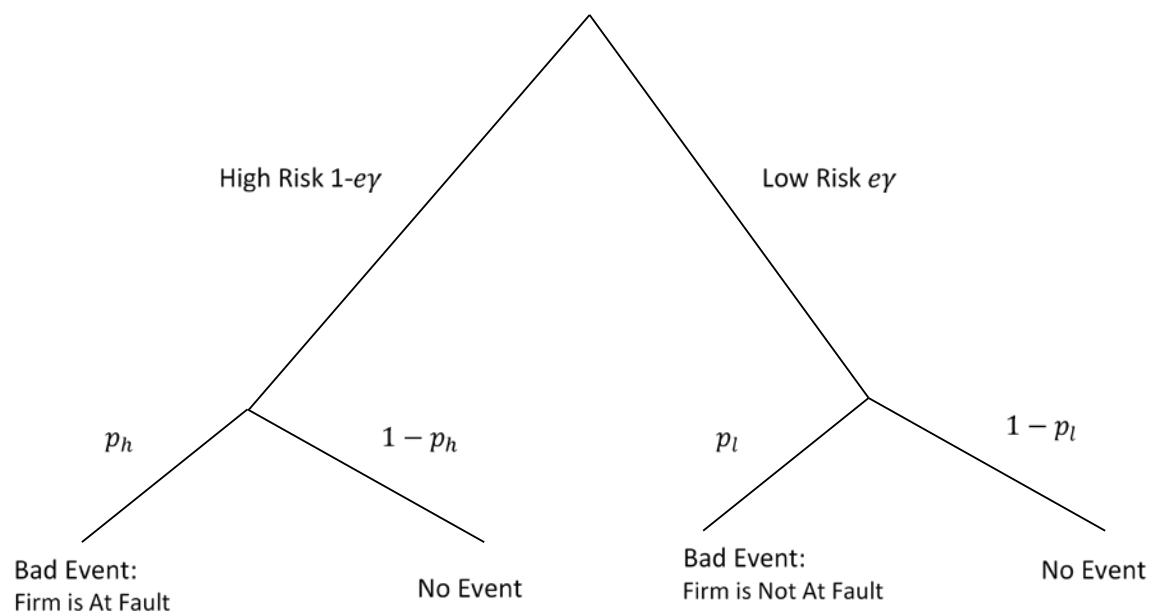 High Risk 1-eγ
Low Risk eγ
p_h
1 − p_h
p_l
1 − p_l
Bad Event:
Firm is At Fault
No Event
Bad Event:
Firm is Not At Fault
No Event